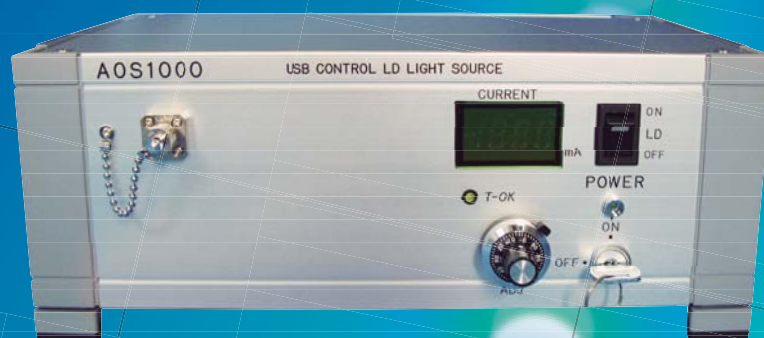 AOS1000
USB CONTROL LD LIGHT SOURCE
CURRENT
mA
ON
LD
OFF
POWER
T-OK
ON
OFF
ADJ